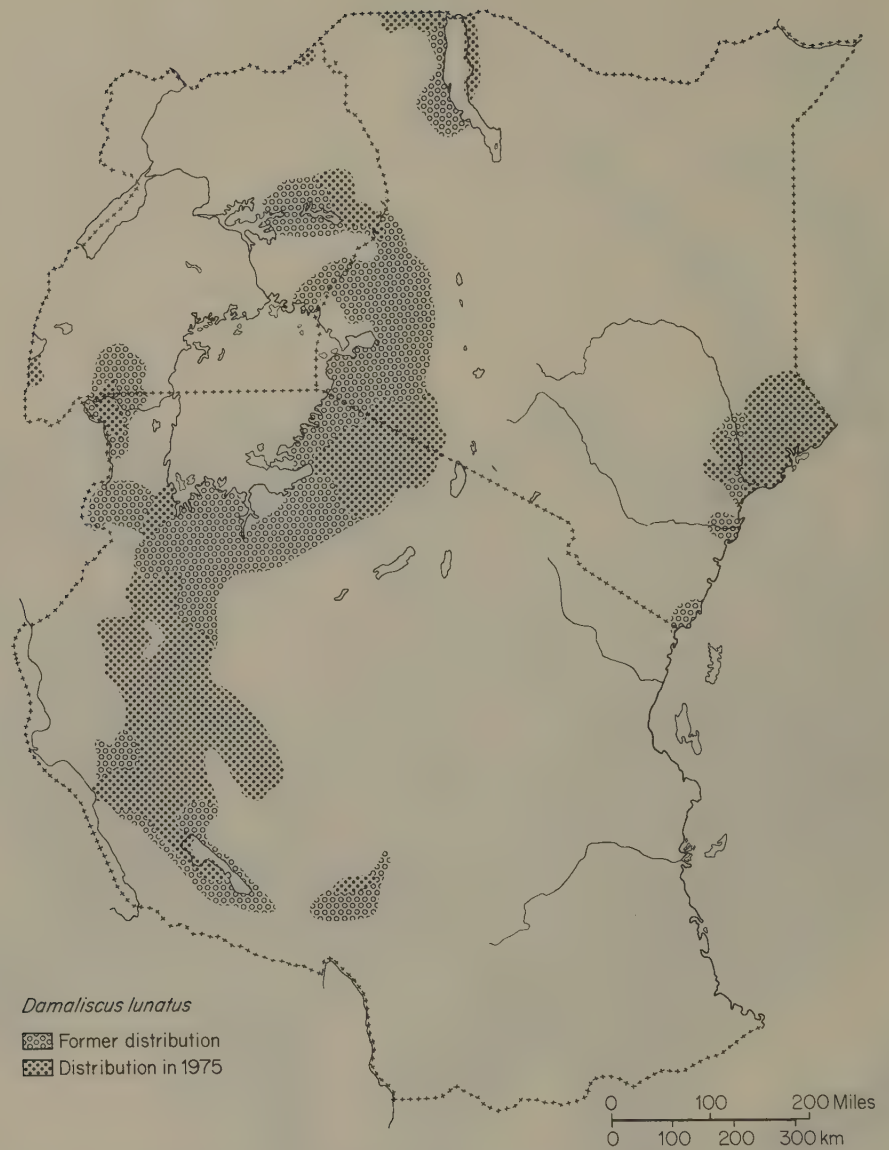 Damaliscus lunatus
Former distribution
Distribution in 1975
0 100 200 Miles
0 100 200 300 km